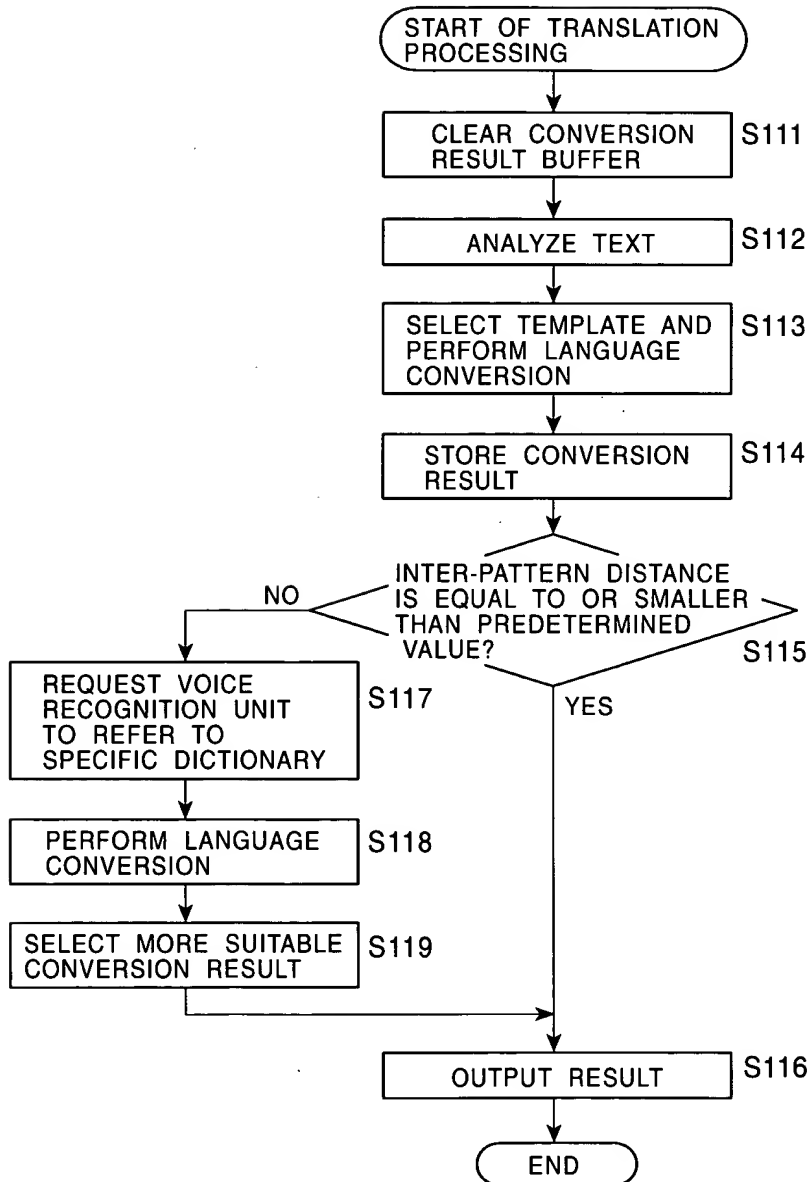 START OF TRANSLATION
PROCESSING
CLEAR CONVERSION
RESULT BUFFER
S111
ANALYZE TEXT
S112
SELECT TEMPLATE AND
PERFORM LANGUAGE
CONVERSION
S113
STORE CONVERSION
RESULT
S114
INTER-PATTERN DISTANCE
IS EQUAL TO OR SMALLER
THAN PREDETERMINED
VALUE?
S115
NO
YES
REQUEST VOICE
RECOGNITION UNIT
TO REFER TO
SPECIFIC DICTIONARY
S117
PERFORM LANGUAGE
CONVERSION
S118
SELECT MORE SUITABLE
CONVERSION RESULT
S119
OUTPUT RESULT
S116
END